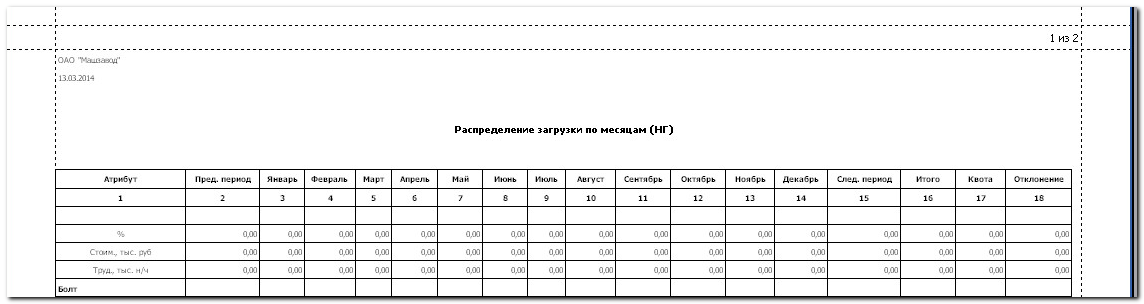 1 из 2
ОАО "Машзавод"
13.03.2014
Распределение загрузки по месяцам (НГ)
Атрибут Пред. период Январь Февраль Март Апрель Май Июнь Июль Август Сентябрь Октябрь Ноябрь Декабрь След. период Итого Квота Отклонение
1 2 3 4 5 6 7 8 9 10 11 12 13 14 15 16 17 18
% 0,00 0,00 0,00 0,00 0,00 0,00 0,00 0,00 0,00 0,00 0,00 0,00 0,00 0,00 0,00 0,00 0,00
Стоим., тыс. руб 0,00 0,00 0,00 0,00 0,00 0,00 0,00 0,00 0,00 0,00 0,00 0,00 0,00 0,00 0,00 0,00 0,00
Труд., тыс. н/ч 0,00 0,00 0,00 0,00 0,00 0,00 0,00 0,00 0,00 0,00 0,00 0,00 0,00 0,00 0,00 0,00 0,00
Болт